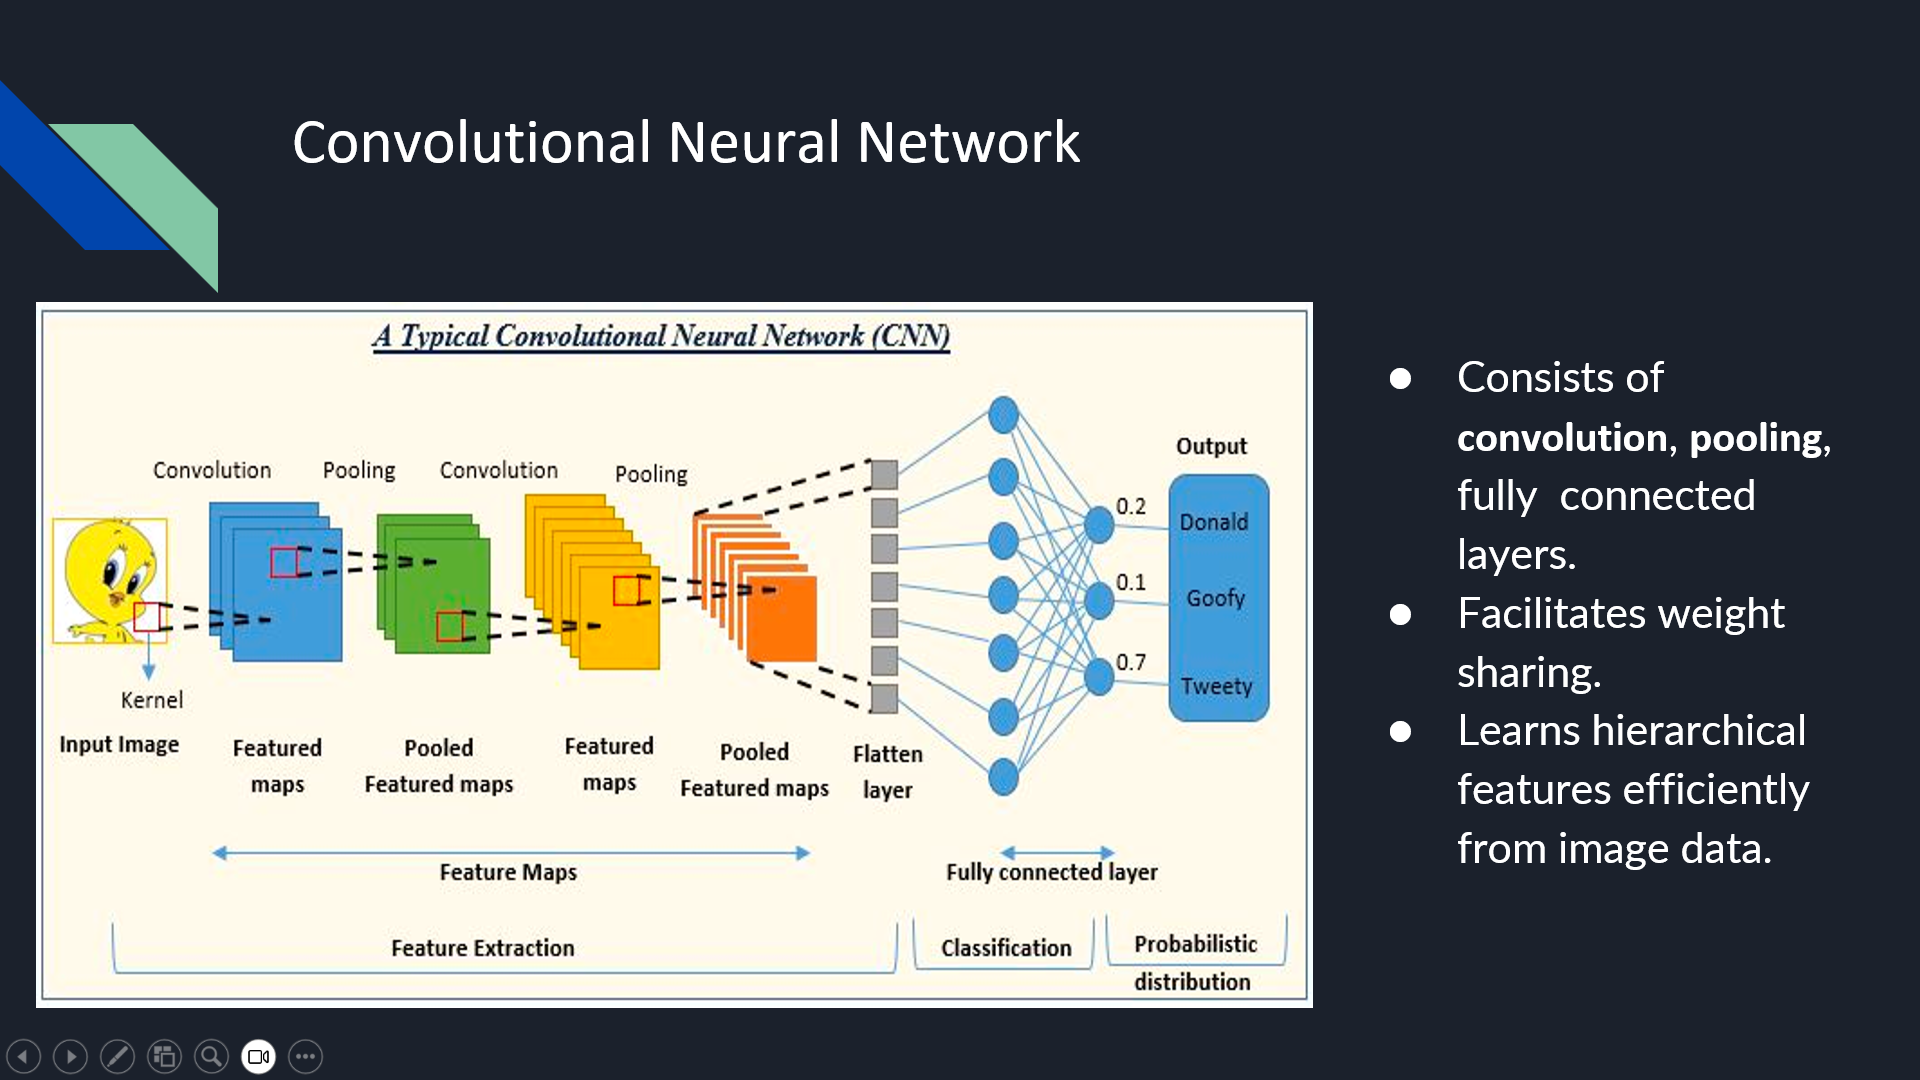 Convolutional Neural Network
A Typical Convolutional Neural Network (CNN)
Convolution
Pooling
Convolution
Pooling
Kernel
Input Image
Featured
maps
Pooled
Featured maps
Featured
maps
Pooled
Featured maps
Flatten
layer
0.2
0.1
0.7
Output
Donald
Goofy
Tweety
Feature Maps
Fully connected layer
Feature Extraction
Classification
Probabilistic
distribution
● Consists of
convolution, pooling,
fully connected
layers.
● Facilitates weight
sharing.
● Learns hierarchical
features efficiently
from image data.